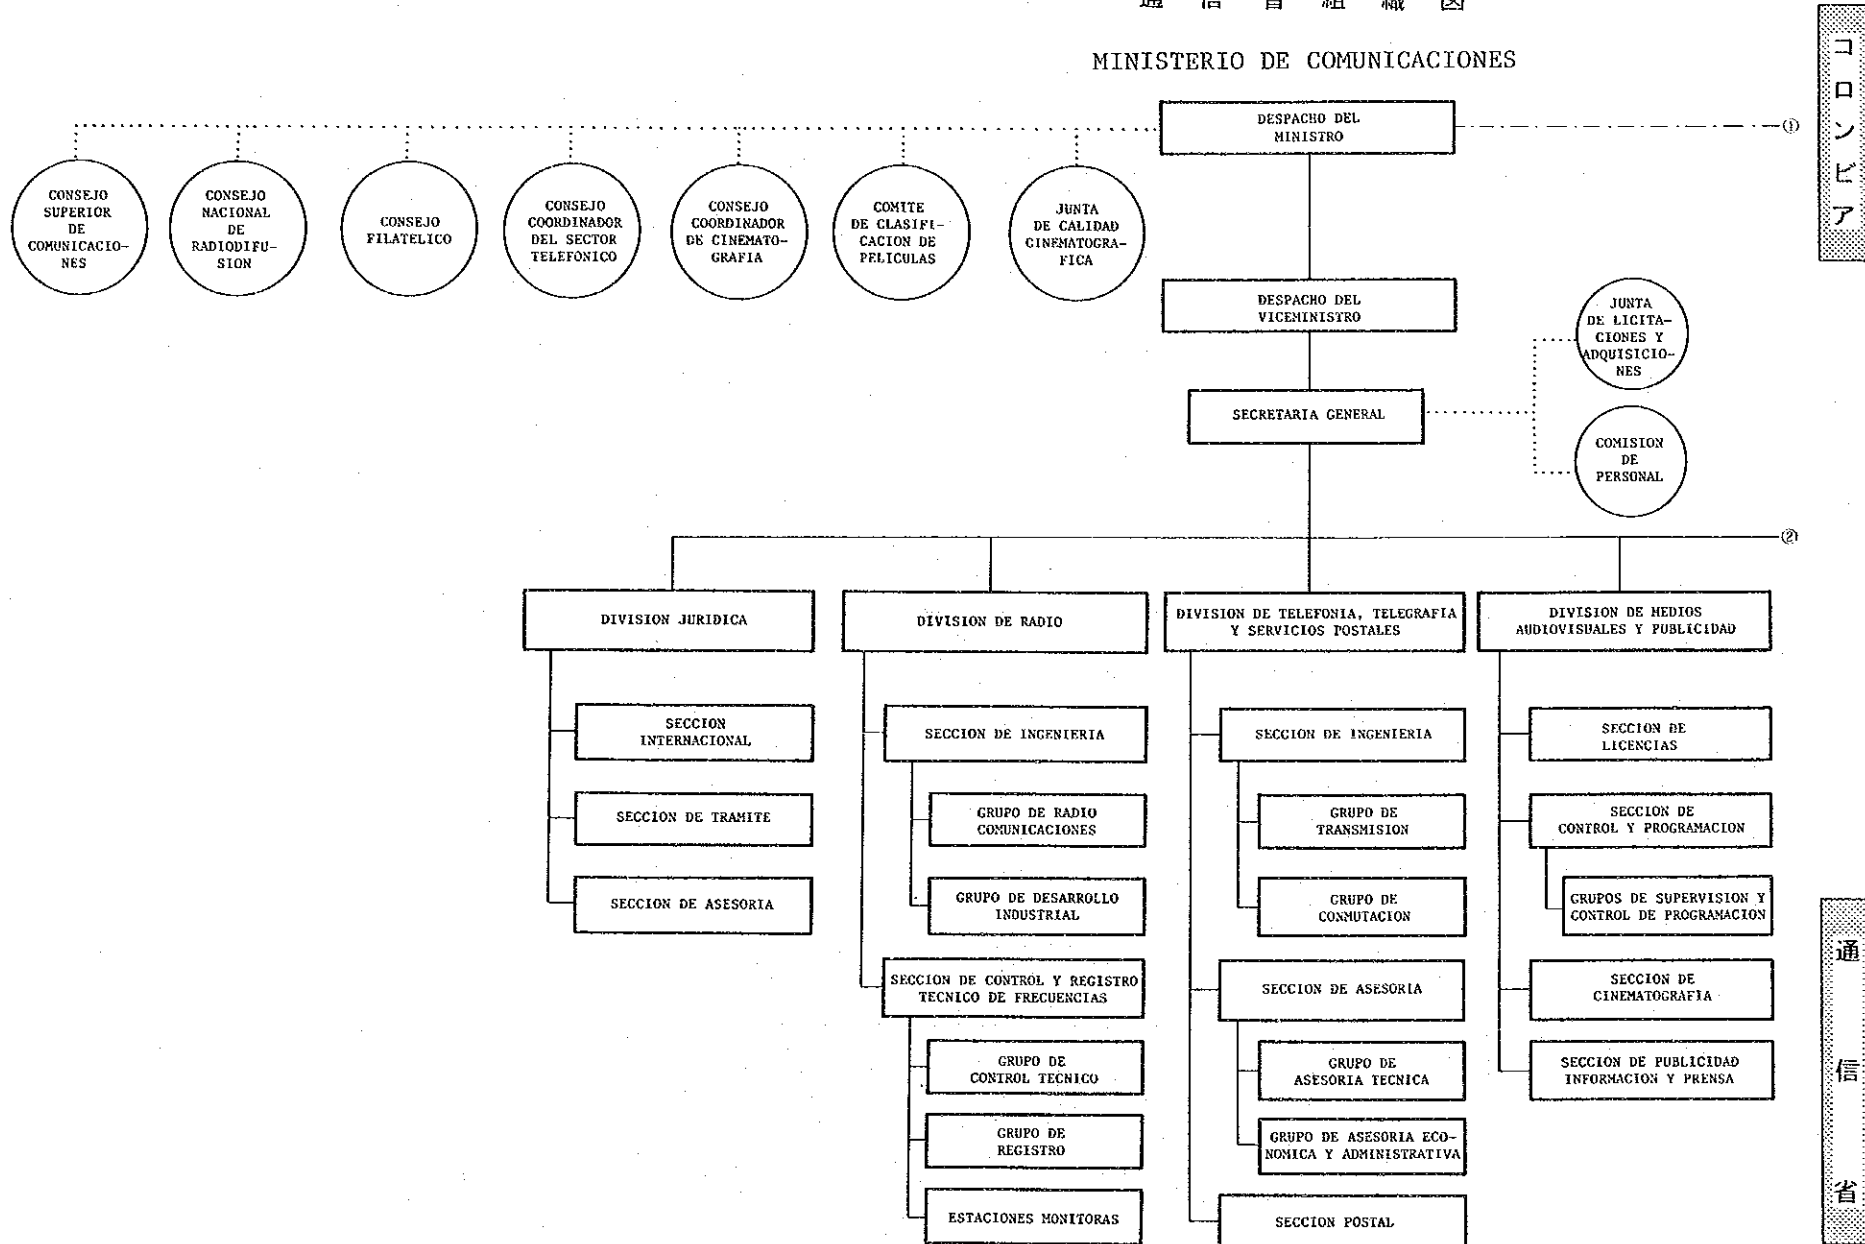 通信省組織図
コロンビア
MINISTERIO DE COMUNICACIONES
DESPACHO DEL
MINISTRO
①
CONSEJO
SUPERIOR
DE
COMUNICACIO-
NES
CONSEJO
NACIONAL
DE
RADIODIFU-
SION
CONSEJO
FILATELICO
CONSEJO
COORDINADOR
DEL SECTOR
TELEFONICO
CONSEJO
COORDINADOR
DE CINEMATO-
GRAFIA
COMITE
DE CLASIFI-
CACION DE
PELICULAS
JUNTA
DE CALIDAD
CINEMATOGRA-
FICA
DESPACHO DEL
VICEMINISTRO
JUNTA
DE LICITA-
CIONES Y
ADQUISICIO-
NES
SECRETARIA GENERAL
COMISION
DE
PERSONAL
②
DIVISION JURIDICA
SECCION
INTERNACIONAL
SECCION DE TRAMITE
SECCION DE ASESORIA
DIVISION DE RADIO
SECCION DE INGENIERIA
GRUPO DE RADIO
COMUNICACIONES
GRUPO DE DESARROLLO
INDUSTRIAL
SECCION DE CONTROL Y REGISTRO
TECNICO DE FRECUENCIAS
GRUPO DE
CONTROL TECNICO
GRUPO DE
REGISTRO
ESTACIONES MONITORAS
DIVISION DE TELEFONIA, TELEGRAFIA
Y SERVICIOS POSTALES
SECCION DE INGENIERIA
GRUPO DE
TRANSMISION
GRUPO DE
CONMUTACION
SECCION DE ASESORIA
GRUPO DE
ASESORIA TECNICA
GRUPO DE ASESORIA ECO-
NOMICA Y ADMINISTRATIVA
SECCION POSTAL
DIVISION DE MEDIOS
AUDIOVISUALES Y PUBLICIDAD
SECCION DE
LICENCIAS
SECCION DE
CONTROL Y PROGRAMACION
GRUPOS DE SUPERVISION Y
CONTROL DE PROGRAMACION
SECCION DE
CINEMATOGRAFIA
SECCION DE PUBLICIDAD
INFORMACION Y PRENSA
通信省